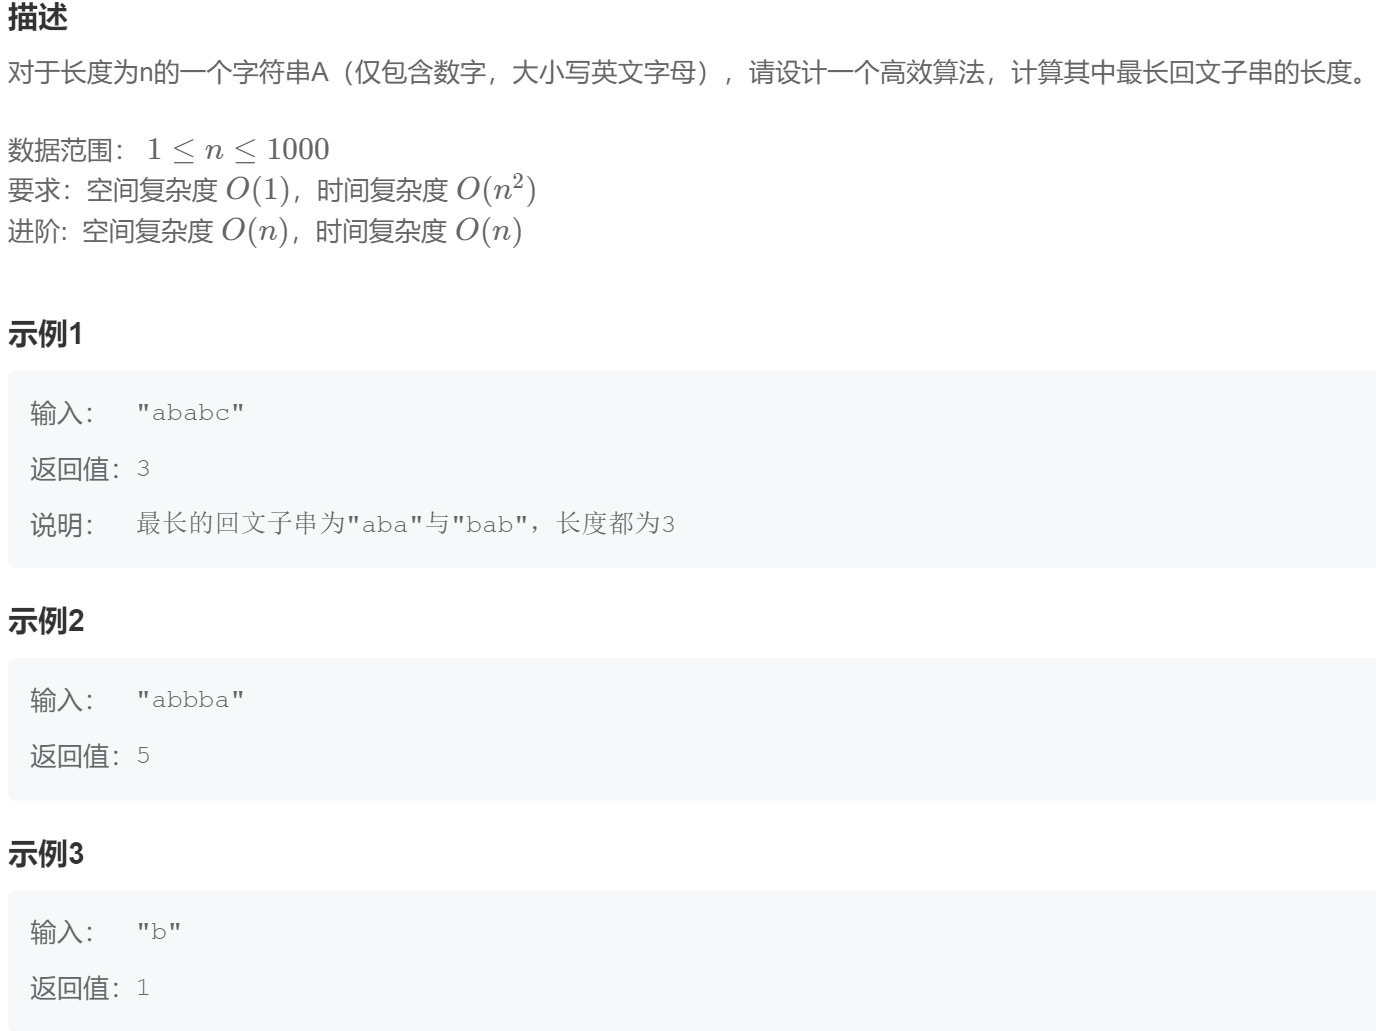 描述
对于长度为n的一个字符串A（仅包含数字，大小写英文字母），请设计一个高效算法，计算其中最长回文子串的长度。
数据范围： 1 ≤ n ≤ 1000
要求：空间复杂度 O(1)，时间复杂度 O(n²)
进阶: 空间复杂度 O(n)，时间复杂度 O(n)
示例1
输入： "ababc"
返回值：3
说明： 最长的回文子串为"aba"与"bab"，长度都为3
示例2
输入： "abbba"
返回值：5
示例3
输入： "b"
返回值：1